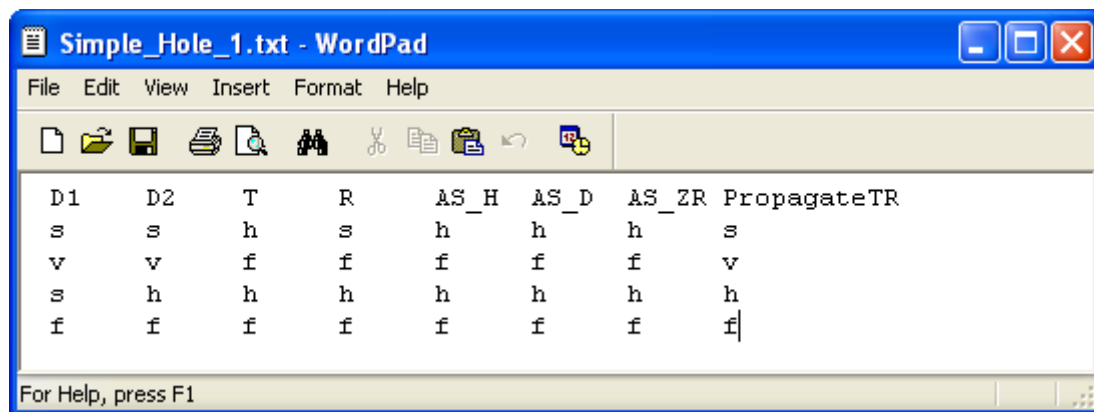 Simple_Hole_1.txt - WordPad
File Edit View Insert Format Help
D1 D2 T R AS_H AS_D AS_ZR PropagateTR
s s h s h h h s
v v f f f f f v
s h h h h h h h
f f f f f f f f
For Help, press F1